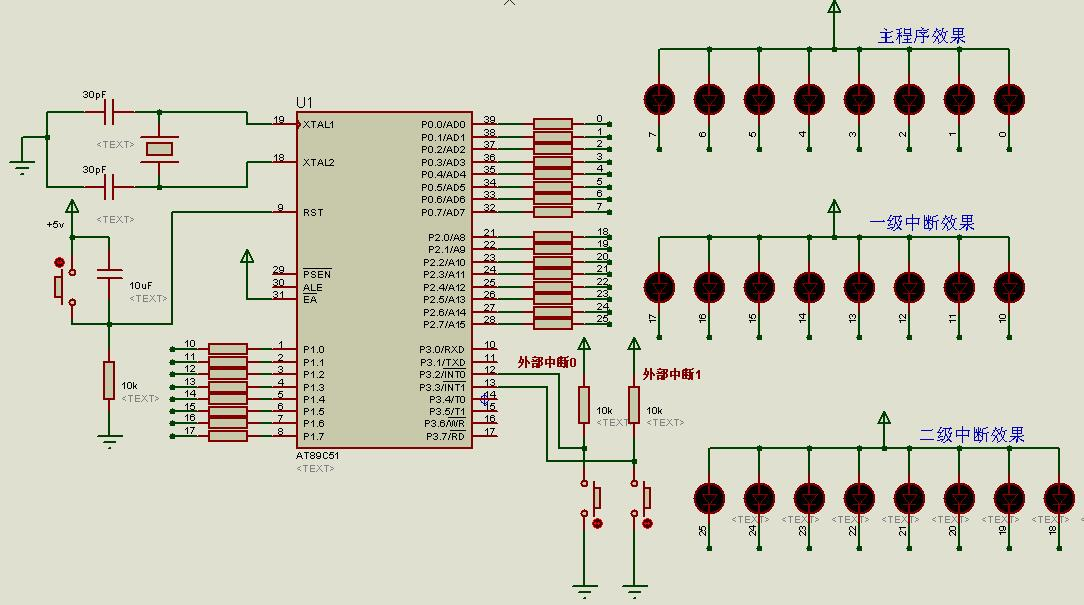 主程序效果
7 6 5 4 3 2 1 0
一级中断效果
17 16 15 14 13 12 11 10
二级中断效果
25 24 23 22 21 20 19 18
<TEXT> <TEXT> <TEXT> <TEXT> <TEXT> <TEXT> <TEXT>
30pF
<TEXT>
30pF
<TEXT>
+5v
10uF
<TEXT>
10k
<TEXT>
U1
19 XTAL1
18 XTAL2
9 RST
29 PSEN
30 ALE
31 EA
10 1 P1.0
11 2 P1.1
12 3 P1.2
13 4 P1.3
14 5 P1.4
15 6 P1.5
16 7 P1.6
17 8 P1.7
P0.0/AD0 39 0
P0.1/AD1 38 1
P0.2/AD2 37 2
P0.3/AD3 36 3
P0.4/AD4 35 4
P0.5/AD5 34 5
P0.6/AD6 33 6
P0.7/AD7 32 7
P2.0/A8 21 18
P2.1/A9 22 19
P2.2/A10 23 20
P2.3/A11 24 21
P2.4/A12 25 22
P2.5/A13 26 23
P2.6/A14 27 24
P2.7/A15 28 25
P3.0/RXD 10
P3.1/TXD 11
P3.2/INT0 12
P3.3/INT1 13
P3.4/T0 14
P3.5/T1 15
P3.6/WR 16
P3.7/RD 17
AT89C51
<TEXT>
外部中断0
外部中断1
10k
<TEXT>
10k
<TEXT>